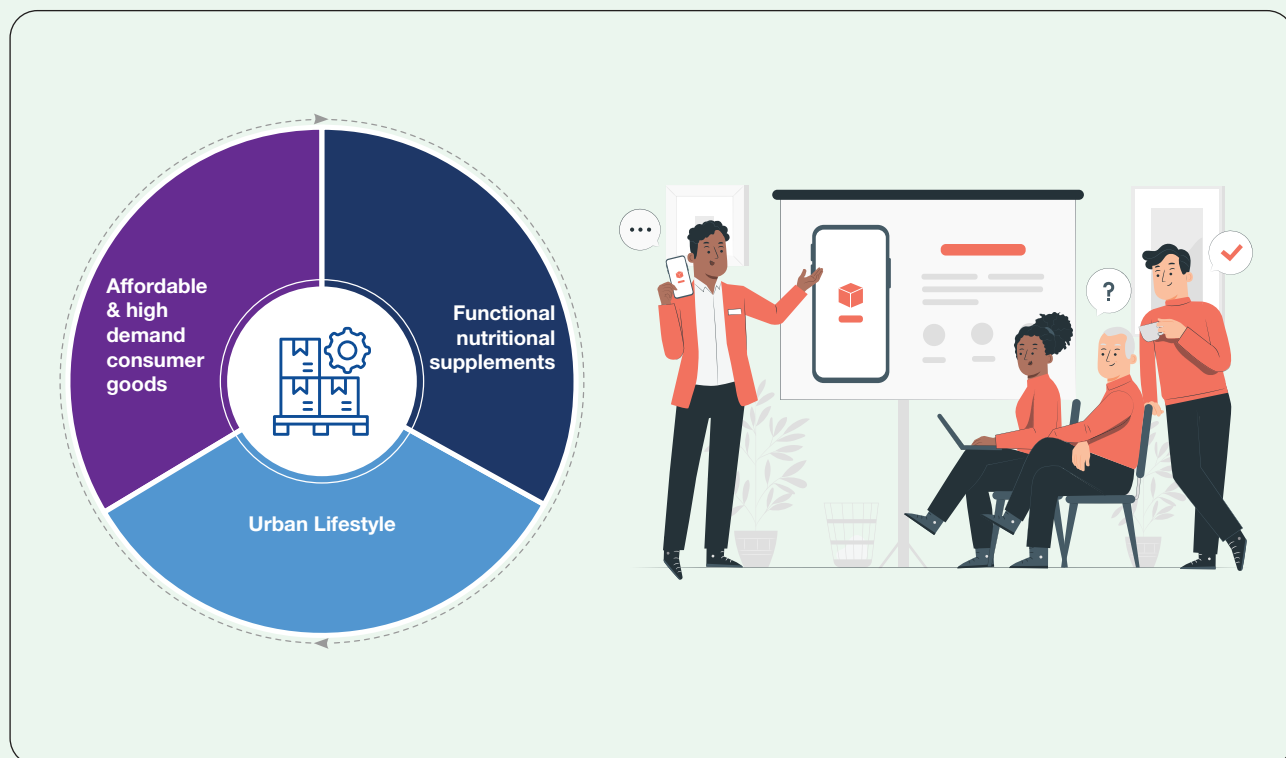 Affordable
& high
demand
consumer
goods
Functional
nutritional
supplements
Urban Lifestyle
?